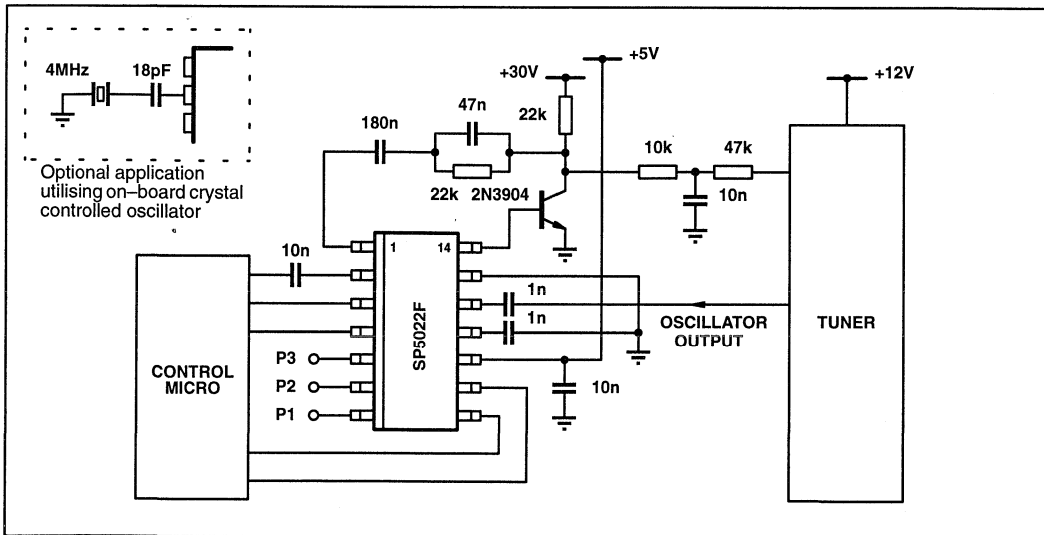 4MHz
18pF
Optional application
utilising on–board crystal
controlled oscillator
+30V
+5V
+12V
47n
180n
22k
22k
2N3904
10k
47k
10n
10n
1
14
SP5022F
1n
1n
OSCILLATOR
OUTPUT
TUNER
CONTROL
MICRO
P3
P2
P1
10n